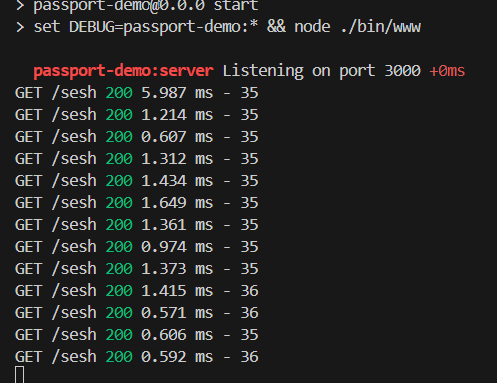 > passport-demo@0.0.0 start
> set DEBUG=passport-demo:* && node ./bin/www
passport-demo:server Listening on port 3000 +0ms
GET /sesh 200 5.987 ms - 35
GET /sesh 200 1.214 ms - 35
GET /sesh 200 0.607 ms - 35
GET /sesh 200 1.312 ms - 35
GET /sesh 200 1.434 ms - 35
GET /sesh 200 1.649 ms - 35
GET /sesh 200 1.361 ms - 35
GET /sesh 200 0.974 ms - 35
GET /sesh 200 1.373 ms - 35
GET /sesh 200 1.415 ms - 36
GET /sesh 200 0.571 ms - 36
GET /sesh 200 0.606 ms - 35
GET /sesh 200 0.592 ms - 36